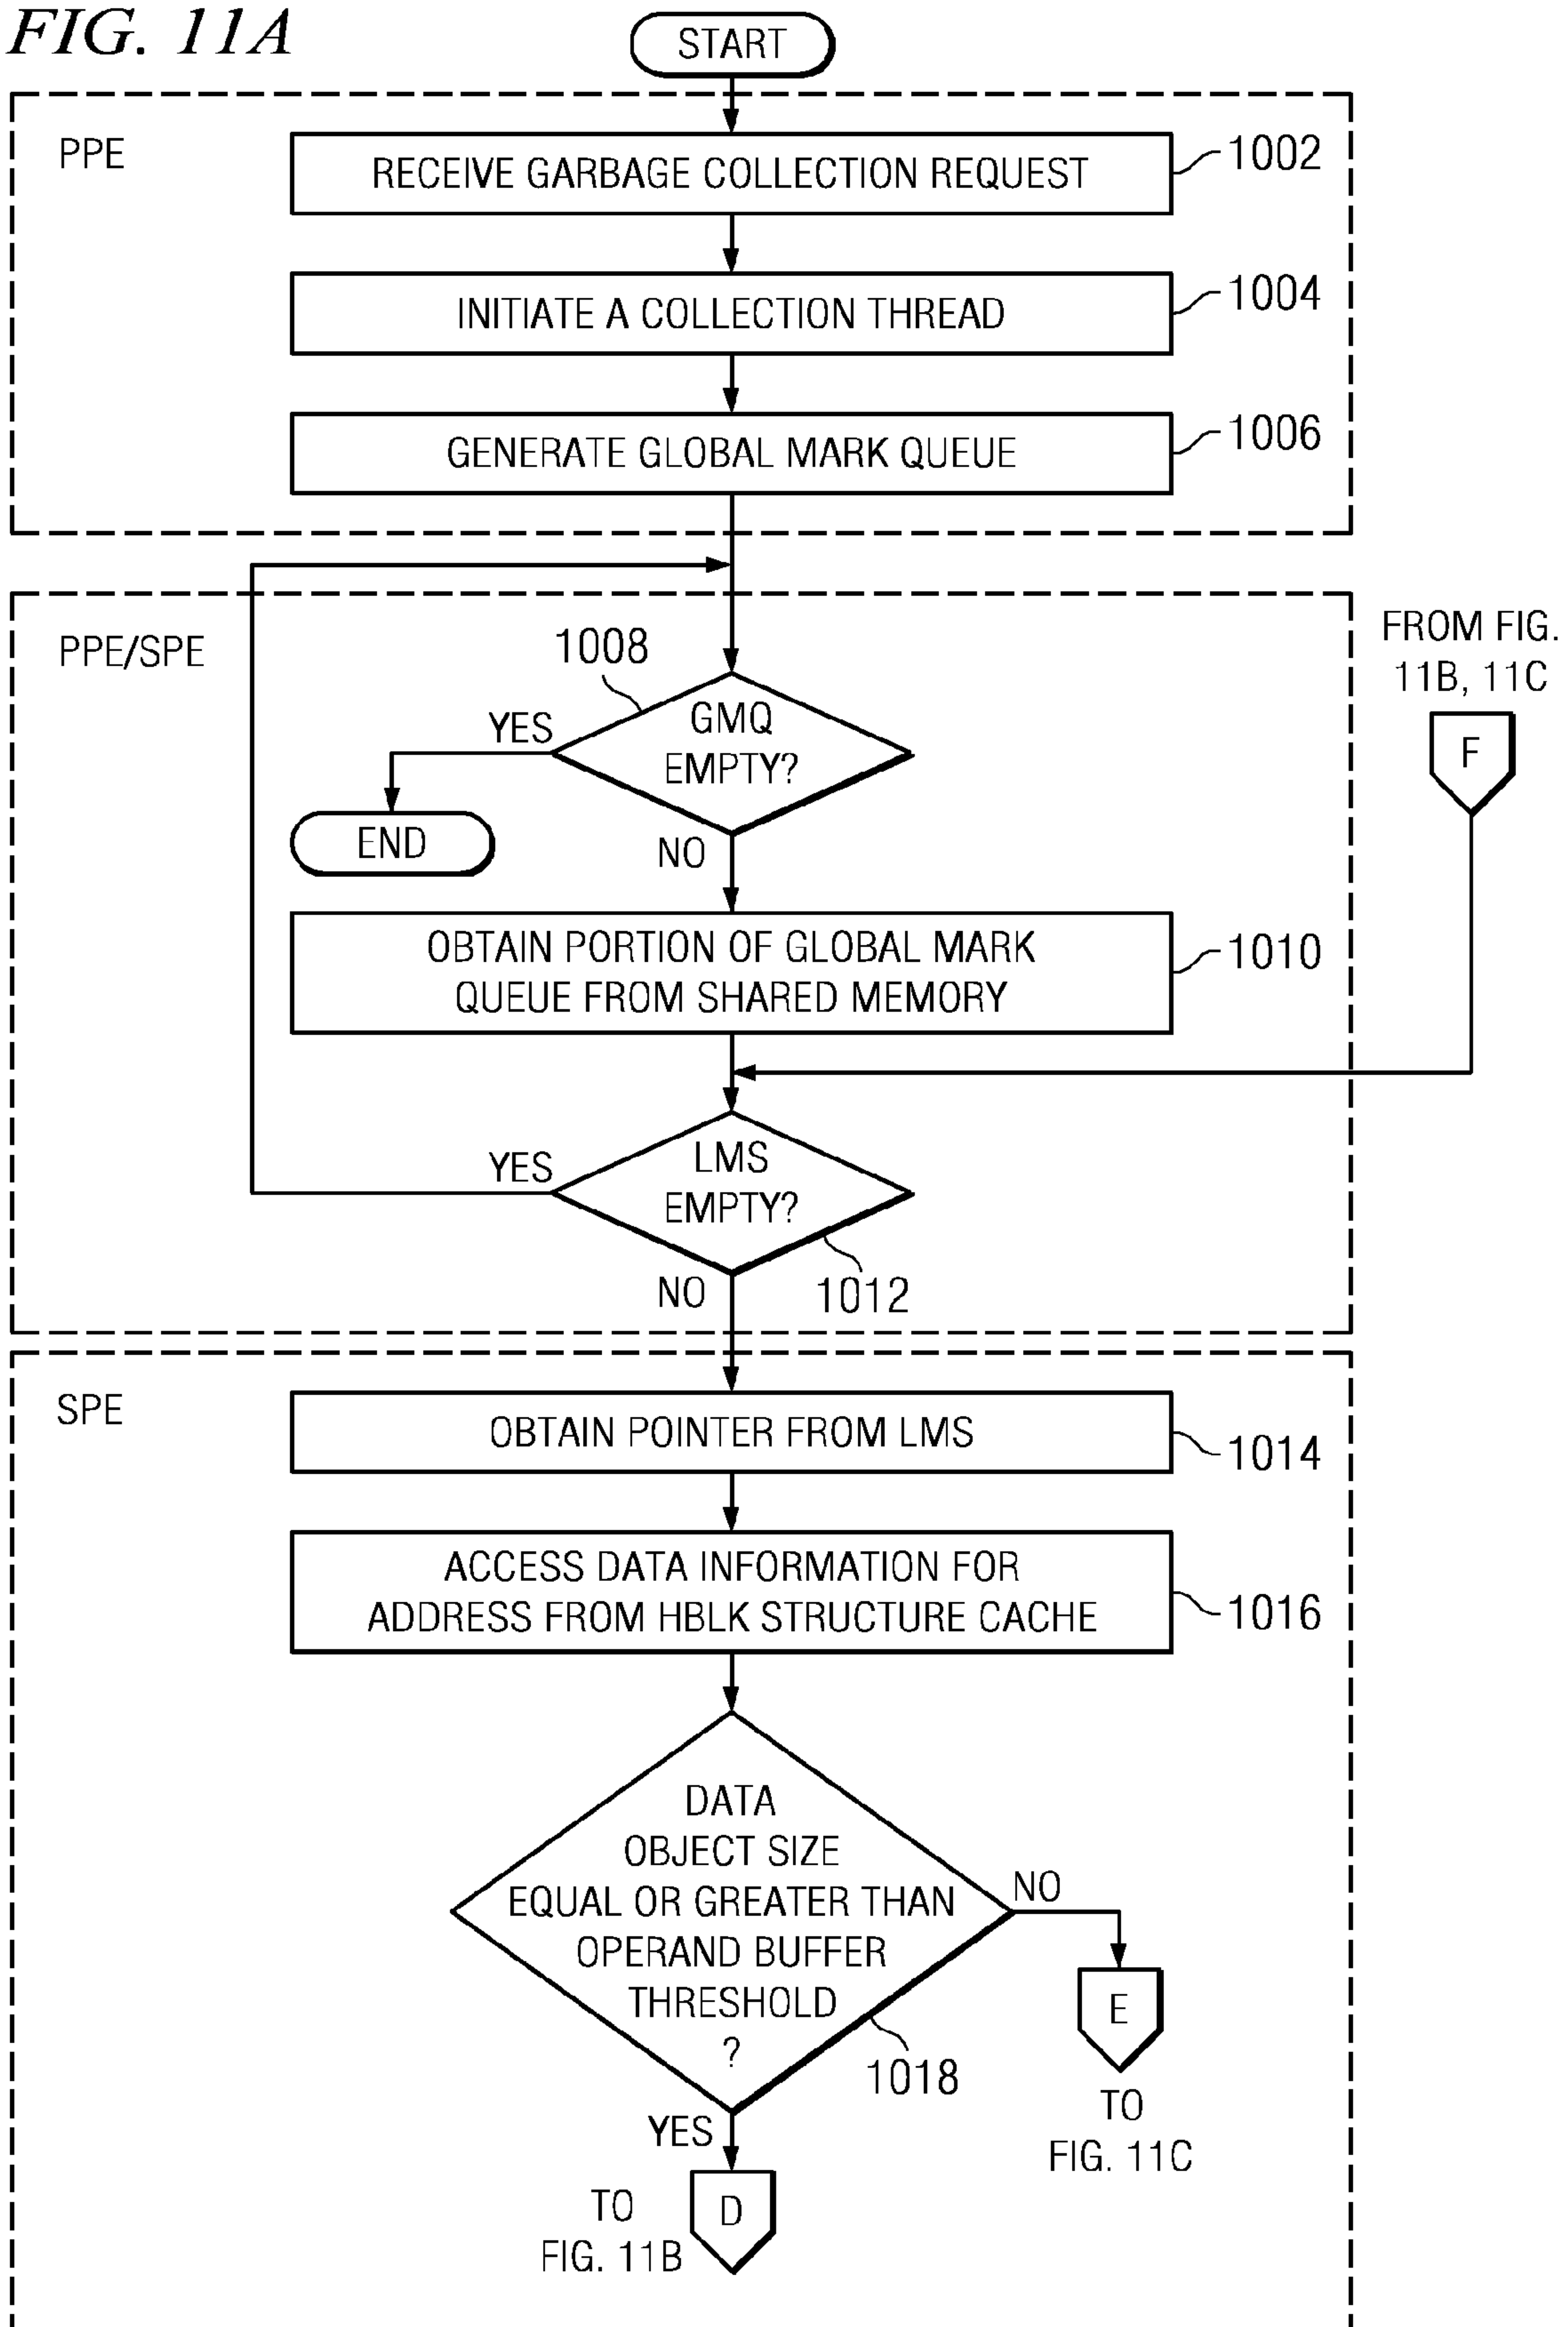 FIG. 11A
START
PPE
RECEIVE GARBAGE COLLECTION REQUEST
1002
INITIATE A COLLECTION THREAD
1004
GENERATE GLOBAL MARK QUEUE
1006
PPE/SPE
FROM FIG.
11B, 11C
F
1008
GMQ
EMPTY?
YES
END
NO
OBTAIN PORTION OF GLOBAL MARK
QUEUE FROM SHARED MEMORY
1010
LMS
EMPTY?
YES
NO
1012
SPE
OBTAIN POINTER FROM LMS
1014
ACCESS DATA INFORMATION FOR
ADDRESS FROM HBLK STRUCTURE CACHE
1016
DATA
OBJECT SIZE
EQUAL OR GREATER THAN
OPERAND BUFFER
THRESHOLD
?
NO
1018
E
TO
FIG. 11C
YES
D
TO
FIG. 11B